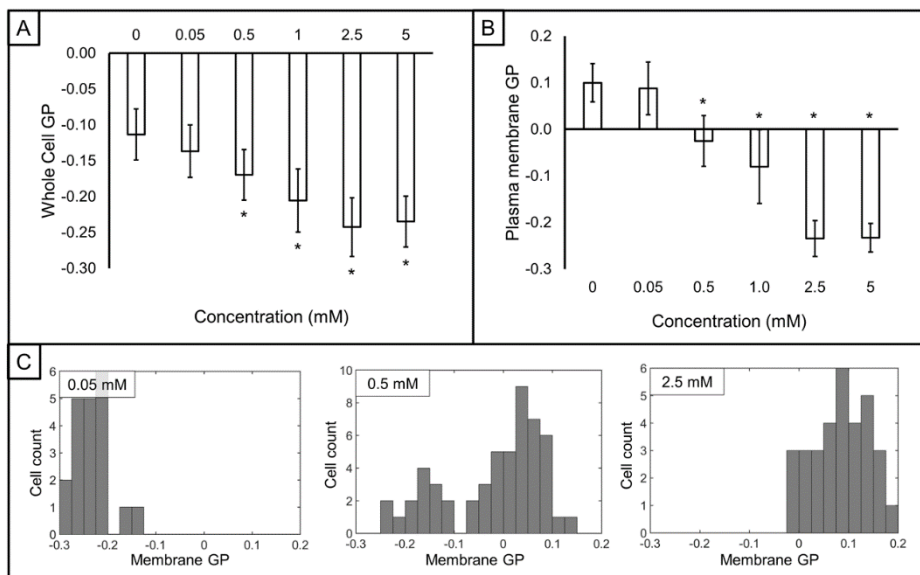 A
0 0.05 0.5 1 2.5 5
0.00
-0.05
-0.10
-0.15
-0.20
-0.25
-0.30
Whole Cell GP
* * * *
Concentration (mM)
B
0.2
0.1
0.0
-0.1
-0.2
-0.3
Plasma membrane GP
* * * *
0 0.05 0.5 1.0 2.5 5
Concentration (mM)
C
0.05 mM
6
5
4
3
2
1
0
Cell count
-0.3 -0.2 -0.1 0 0.1 0.2
Membrane GP
0.5 mM
10
8
6
4
2
0
Cell count
-0.3 -0.2 -0.1 0 0.1 0.2
Membrane GP
2.5 mM
6
5
4
3
2
1
0
Cell count
-0.3 -0.2 -0.1 0 0.1 0.2
Membrane GP